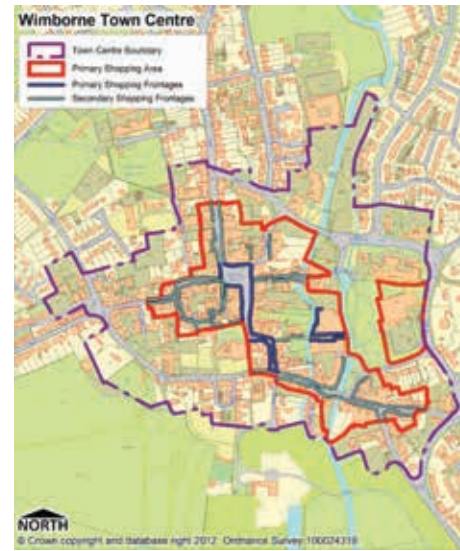 Wimborne Town Centre
Town Centre Boundary
Primary Shopping Area
Primary Shopping Frontages
Secondary Shopping Frontages
NORTH
© Crown copyright and database right 2012. Ordnance Survey 100024319